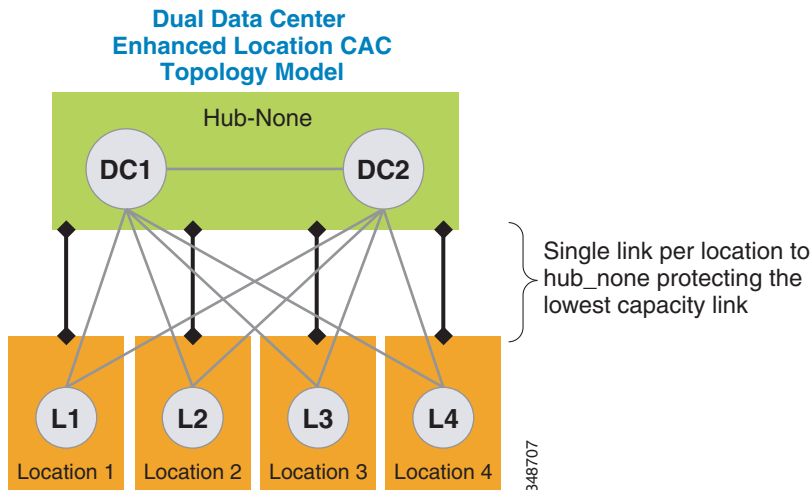 Dual Data Center
Enhanced Location CAC
Topology Model
Hub-None
DC1
DC2
Single link per location to
hub_none protecting the
lowest capacity link
L1
L2
L3
L4
Location 1
Location 2
Location 3
Location 4
348707